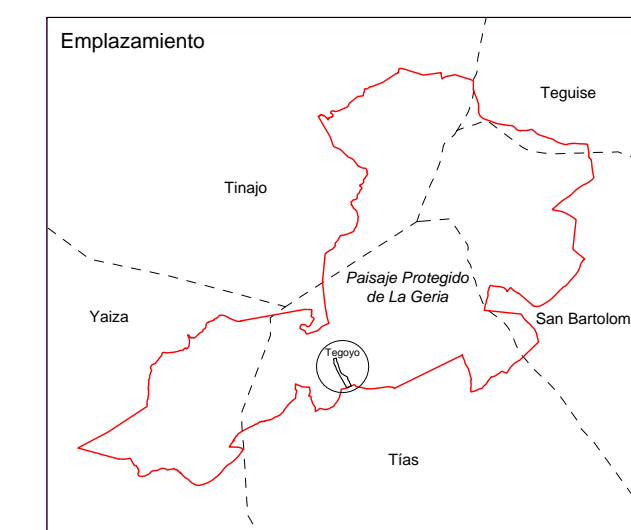 Emplazamiento
Teguise
Tinajo
Paisaje Protegido
de La Geria
Yaiza
San Bartolom
Tegoyo
Tías